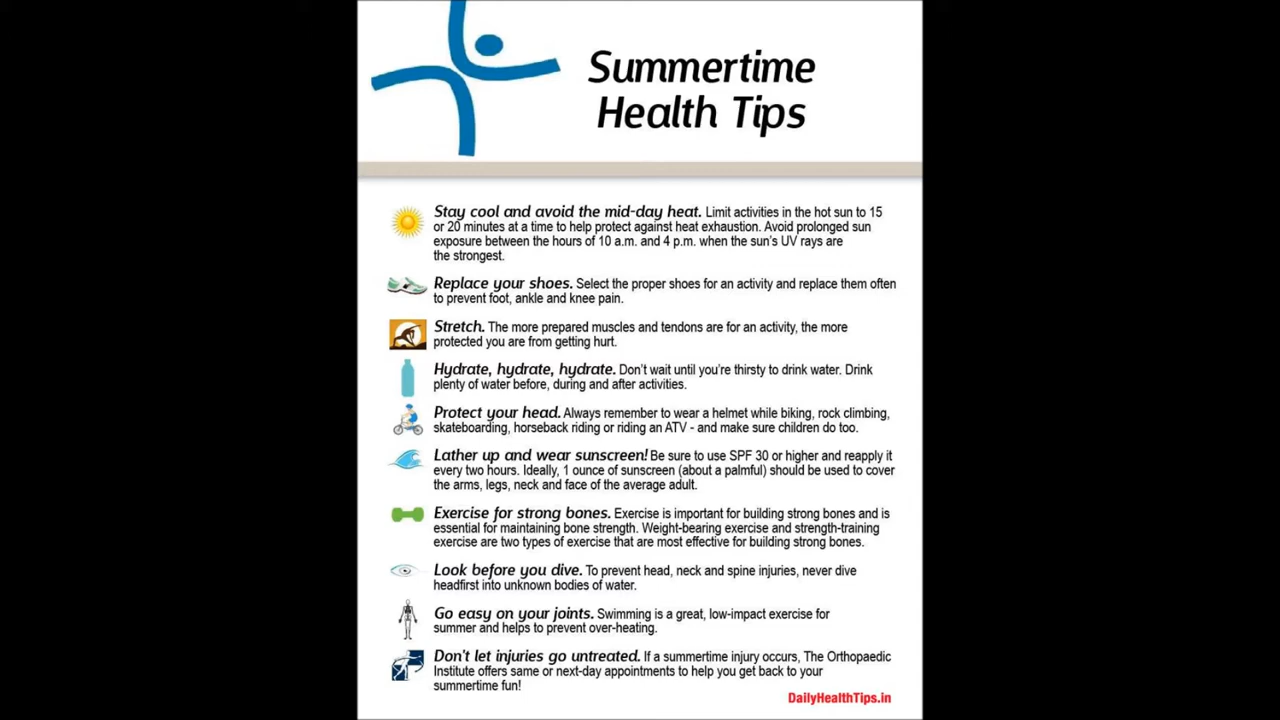 Summertime
Health Tips
Stay cool and avoid the mid-day heat. Limit activities in the hot sun to 15
or 20 minutes at a time to help protect against heat exhaustion. Avoid prolonged sun
exposure between the hours of 10 a.m. and 4 p.m. when the sun's UV rays are
the strongest.
Replace your shoes. Select the proper shoes for an activity and replace them often
to prevent foot, ankle and knee pain.
Stretch. The more prepared muscles and tendons are for an activity, the more
protected you are from getting hurt.
Hydrate, hydrate, hydrate. Don't wait until you're thirsty to drink water. Drink
plenty of water before, during and after activities.
Protect your head. Always remember to wear a helmet while biking, rock climbing,
skateboarding, horseback riding or riding an ATV - and make sure children do too.
Lather up and wear sunscreen! Be sure to use SPF 30 or higher and reapply it
every two hours. Ideally, 1 ounce of sunscreen (about a palmful) should be used to cover
the arms, legs, neck and face of the average adult.
Exercise for strong bones. Exercise is important for building strong bones and is
essential for maintaining bone strength. Weight-bearing exercise and strength-training
exercise are two types of exercise that are most effective for building strong bones.
Look before you dive. To prevent head, neck and spine injuries, never dive
headfirst into unknown bodies of water.
Go easy on your joints. Swimming is a great, low-impact exercise for
summer and helps to prevent over-heating.
Don't let injuries go untreated. If a summertime injury occurs, The Orthopaedic
Institute offers same or next-day appointments to help you get back to your
summertime fun!
DailyHealthTips.in